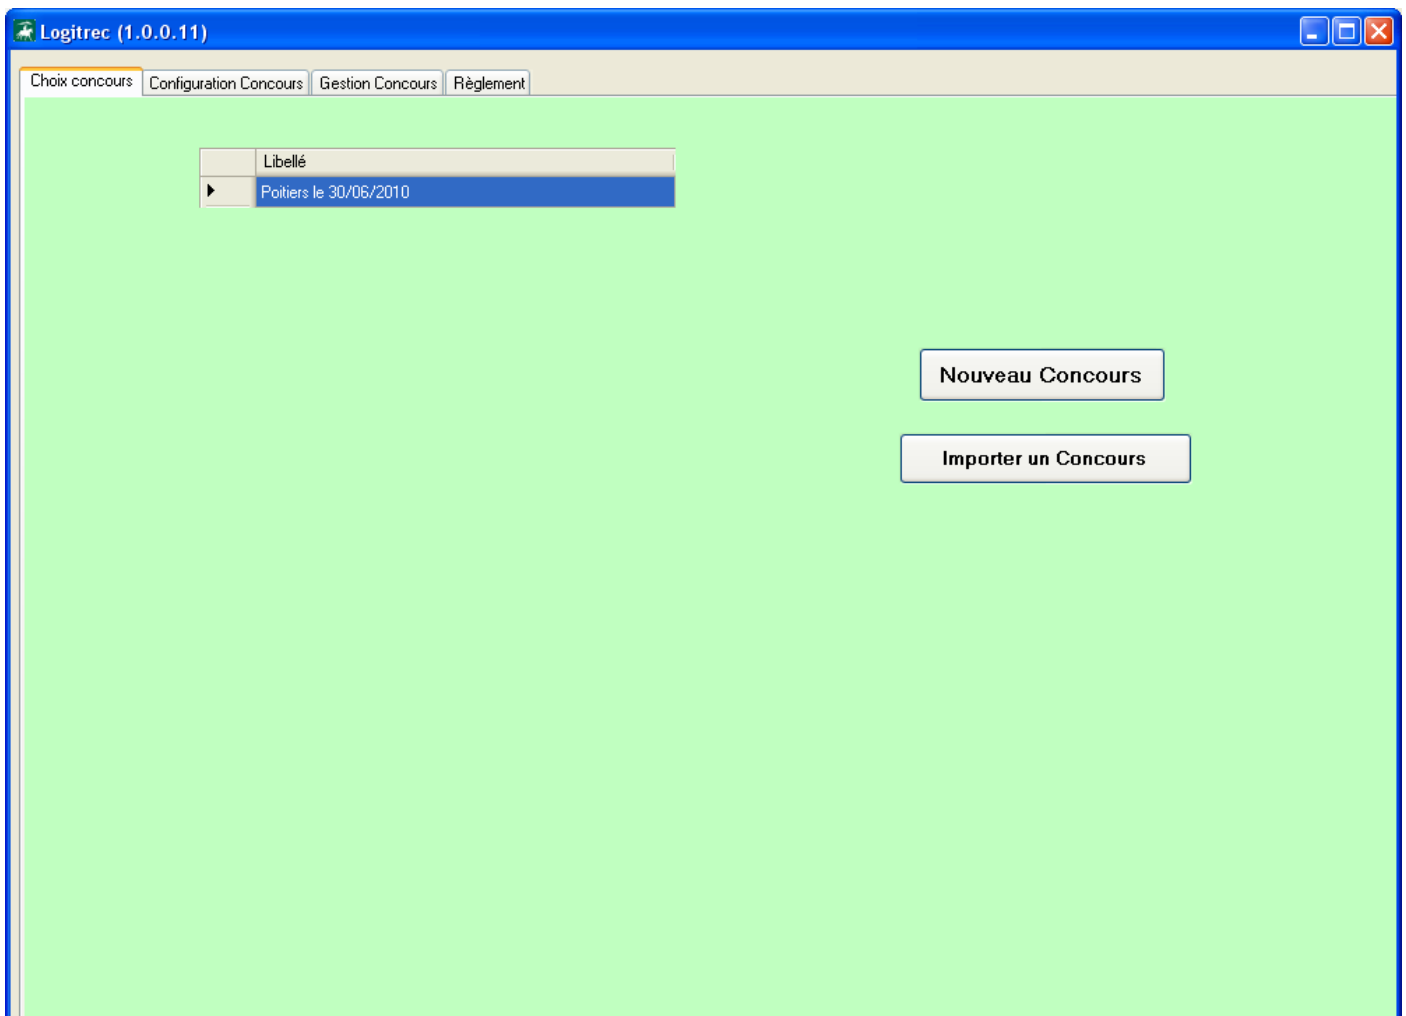 Logitrec (1.0.0.11)
Choix concours Configuration Concours Gestion Concours Règlement
Libellé
Poitiers le 30/06/2010
Nouveau Concours
Importer un Concours